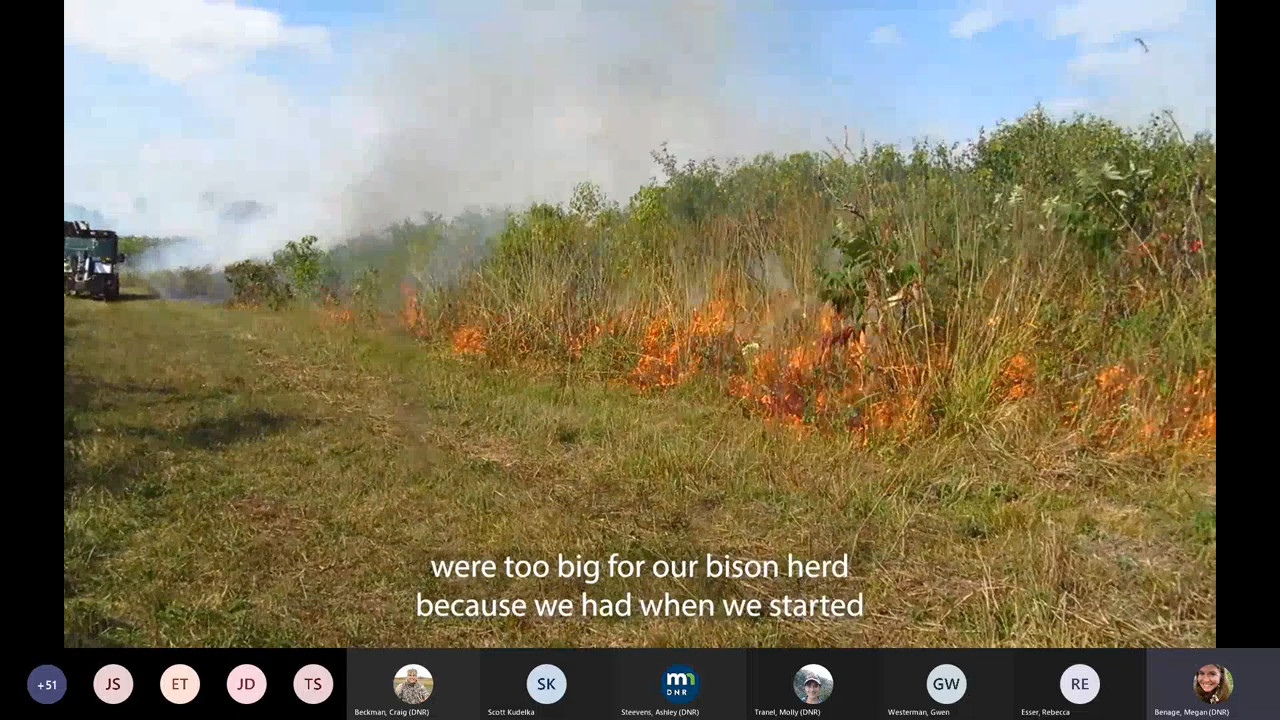 were too big for our bison herd
because we had when we started
+51
JS
ET
JD
TS
SK
mn
DNR
GW
RE
Beckman, Craig (DNR)
Scott Kudelka
Steevens, Ashley (DNR)
Tranel, Molly (DNR)
Westerman, Gwen
Esser, Rebecca
Benage, Megan (DNR)